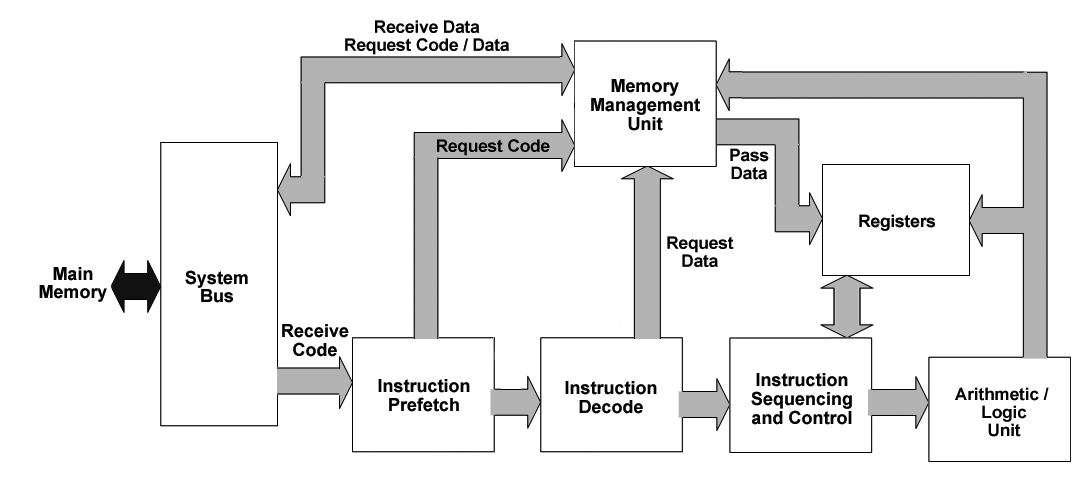 Receive Data
Request Code / Data
Memory
Management
Unit
Request Code
Pass
Data
Registers
Request
Data
Main
Memory
System
Bus
Receive
Code
Instruction
Prefetch
Instruction
Decode
Instruction
Sequencing
and Control
Arithmetic /
Logic
Unit